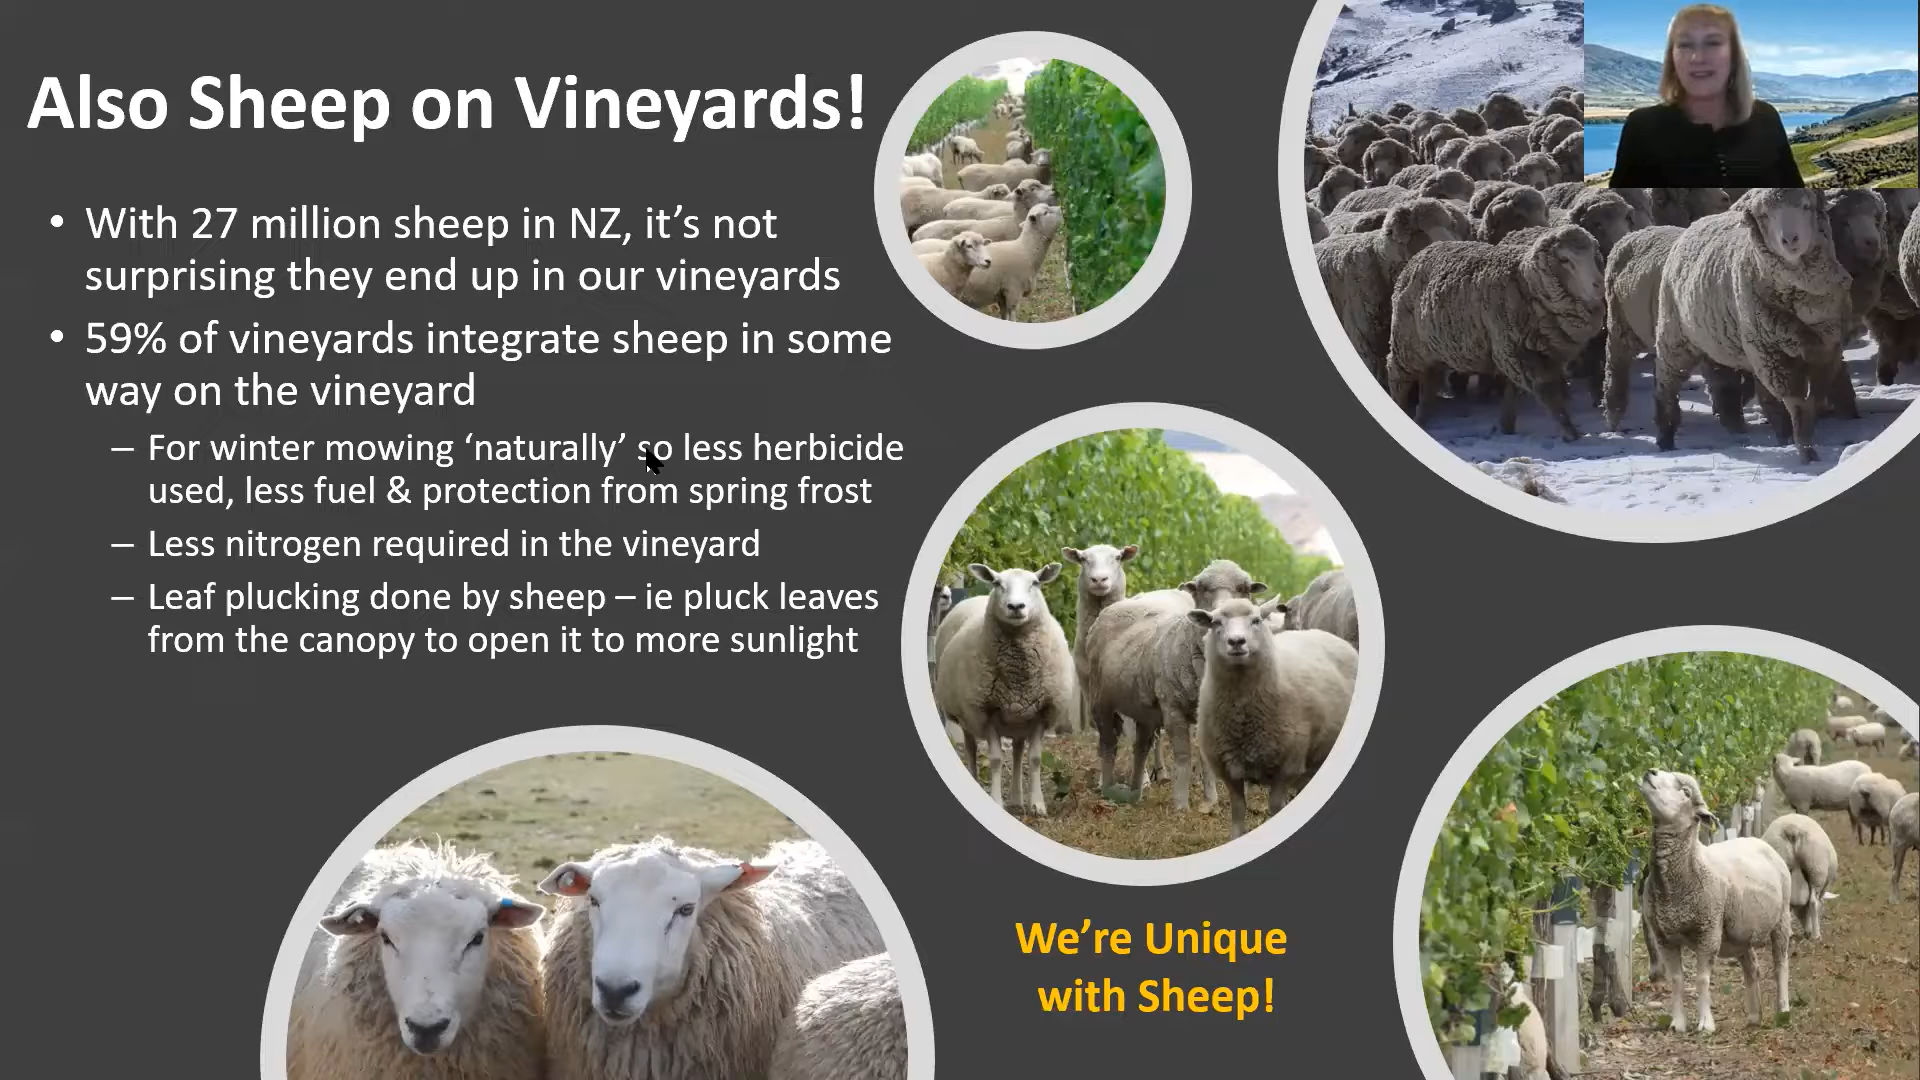 Also Sheep on Vineyards!
• With 27 million sheep in NZ, it’s not
surprising they end up in our vineyards
• 59% of vineyards integrate sheep in some
way on the vineyard
– For winter mowing ‘naturally’ so less herbicide
used, less fuel & protection from spring frost
– Less nitrogen required in the vineyard
– Leaf plucking done by sheep – ie pluck leaves
from the canopy to open it to more sunlight
We’re Unique
with Sheep!